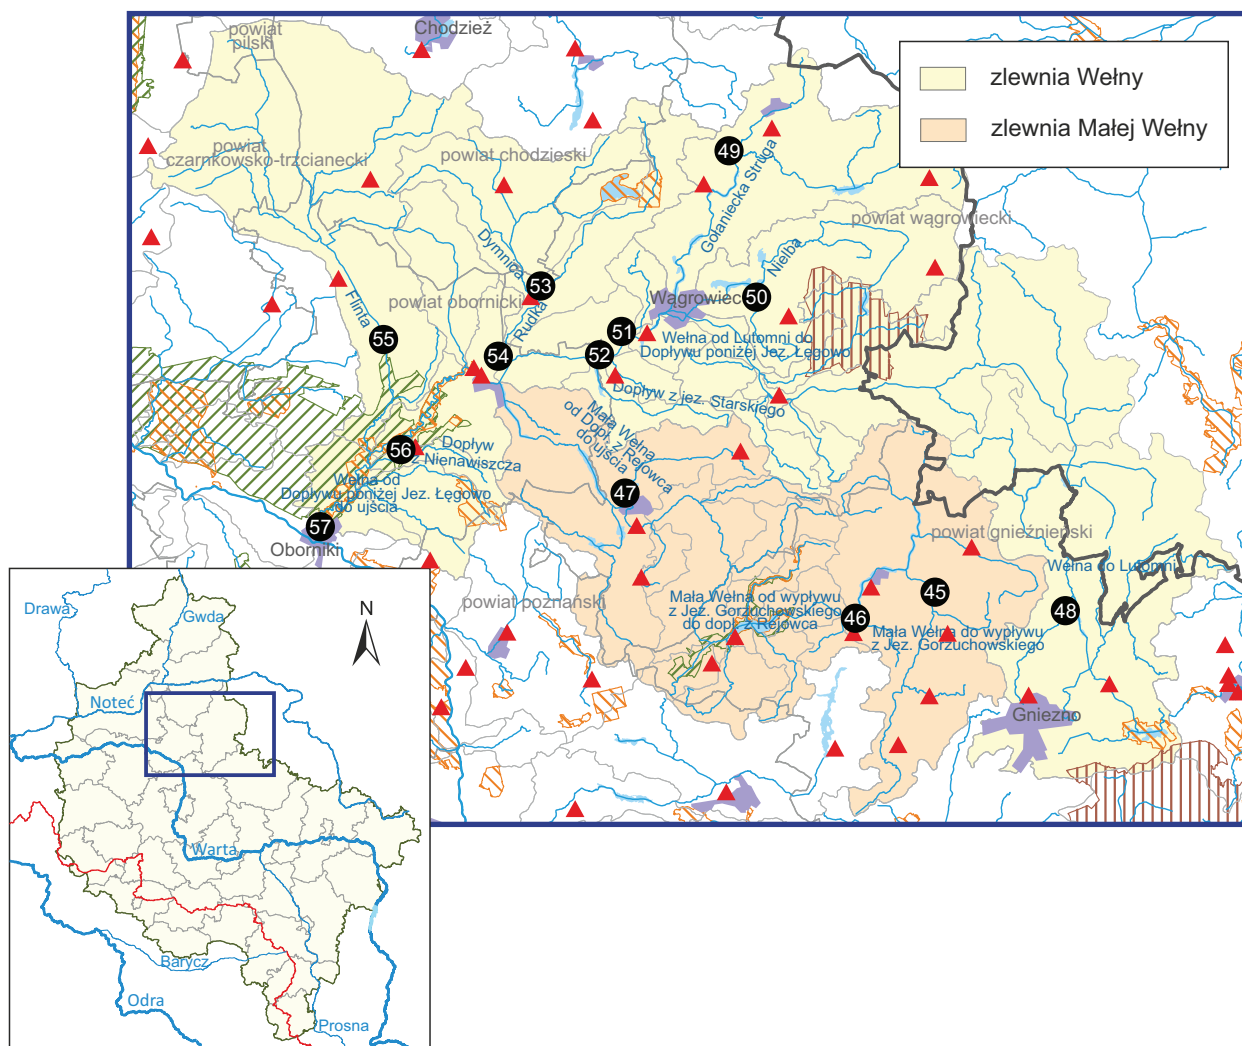 Chodzież
powiat
pilski
zlewnia Wełny
zlewnia Małej Wełny
49
powiat
czarnkowsko-trzcianecki
powiat chodzieski
Gołaniecka Struga
powiat wągrowiecki
Dymnica
Nielba
53
powiat obornicki
Wągrowiec
50
Flinta
Rudka
51
55
54
52
Wełna od Lutomni do
Dopływu poniżej Jez. Łęgowo
Dopływ z jez. Starskiego
Mała Wełna
od Dopł. z Rejowca
do ujścia
56
Dopływ
z Nienawiszcza
Wełna od
Dopływu poniżej Jez. Łęgowo
do ujścia
47
57
Oborniki
powiat gnieźnieński
Wełna do Lutomni
powiat poznański
Mała Wełna od wypływu
z Jeż. Gorzuchowskiego
do dopł. z Rejowca
45
46
48
Mała Wełna do wypływu
z Jeż. Gorzuchowskiego
Gniezno
Drawa
Gwda
N
Noteć
Warta
Barycz
Odra
Prosna